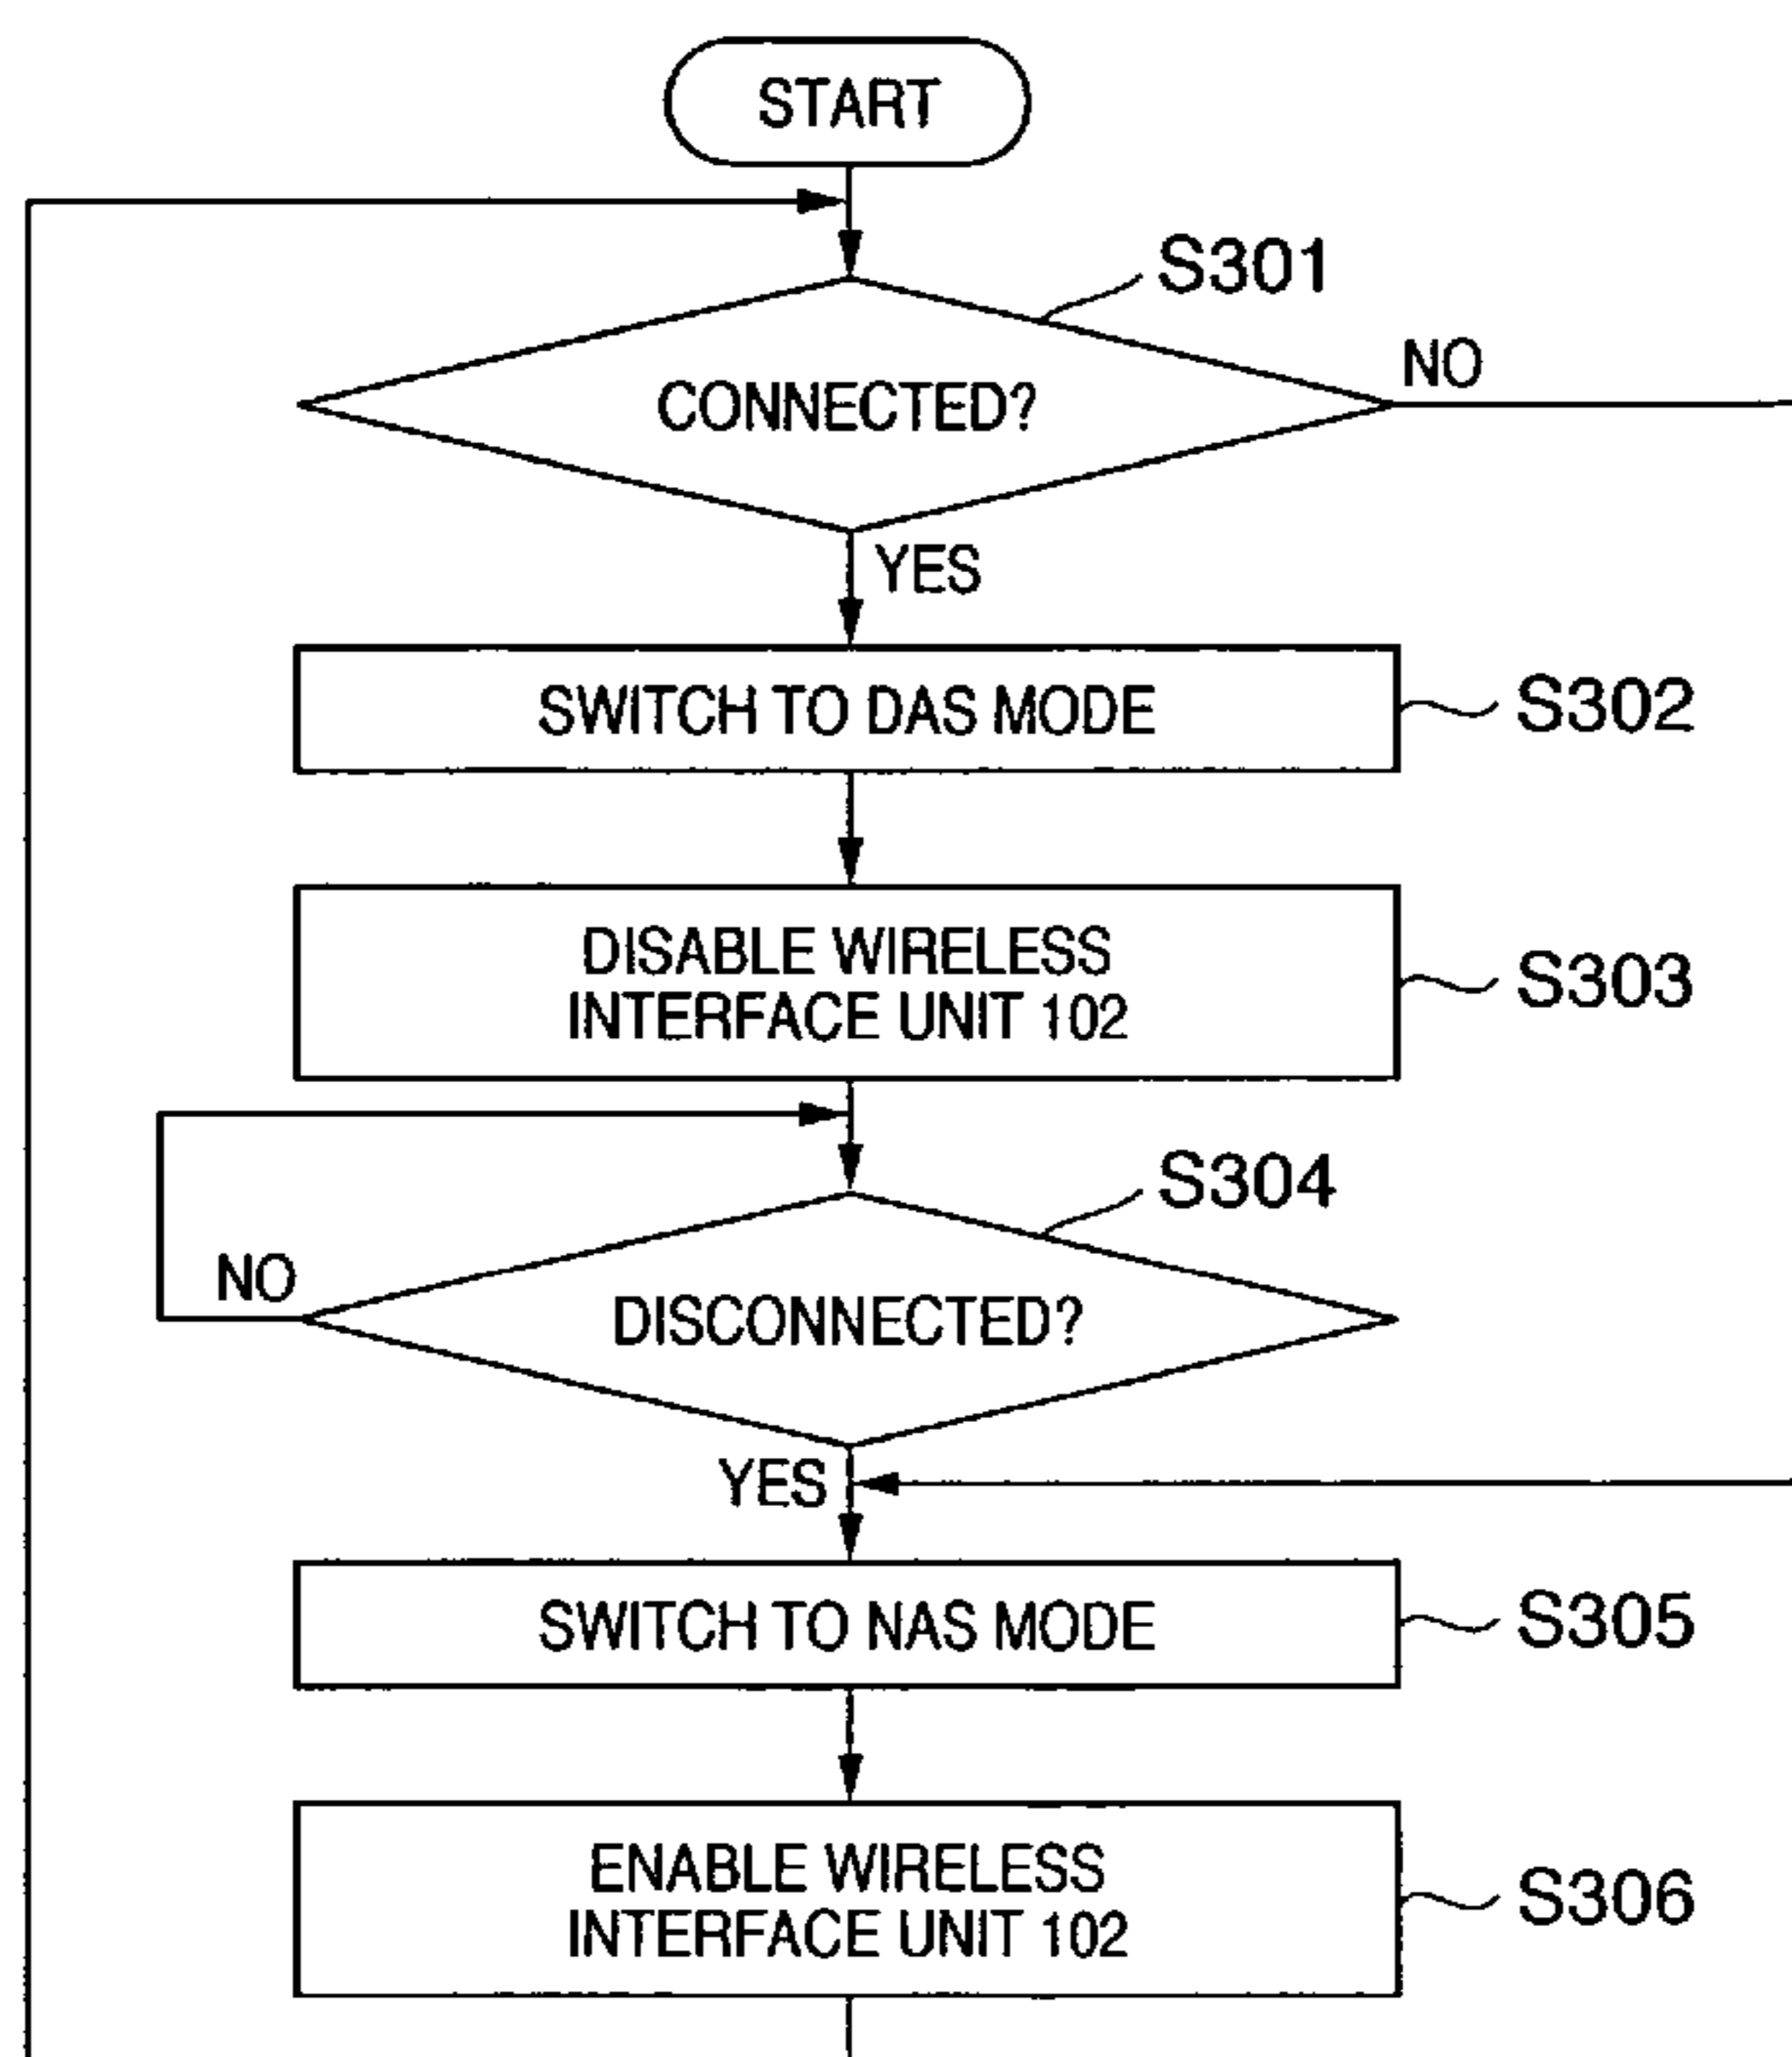 START
S301
CONNECTED?
NO
YES
SWITCH TO DAS MODE
S302
DISABLE WIRELESS
INTERFACE UNIT 102
S303
S304
NO
DISCONNECTED?
YES
SWITCH TO NAS MODE
S305
ENABLE WIRELESS
INTERFACE UNIT 102
S306